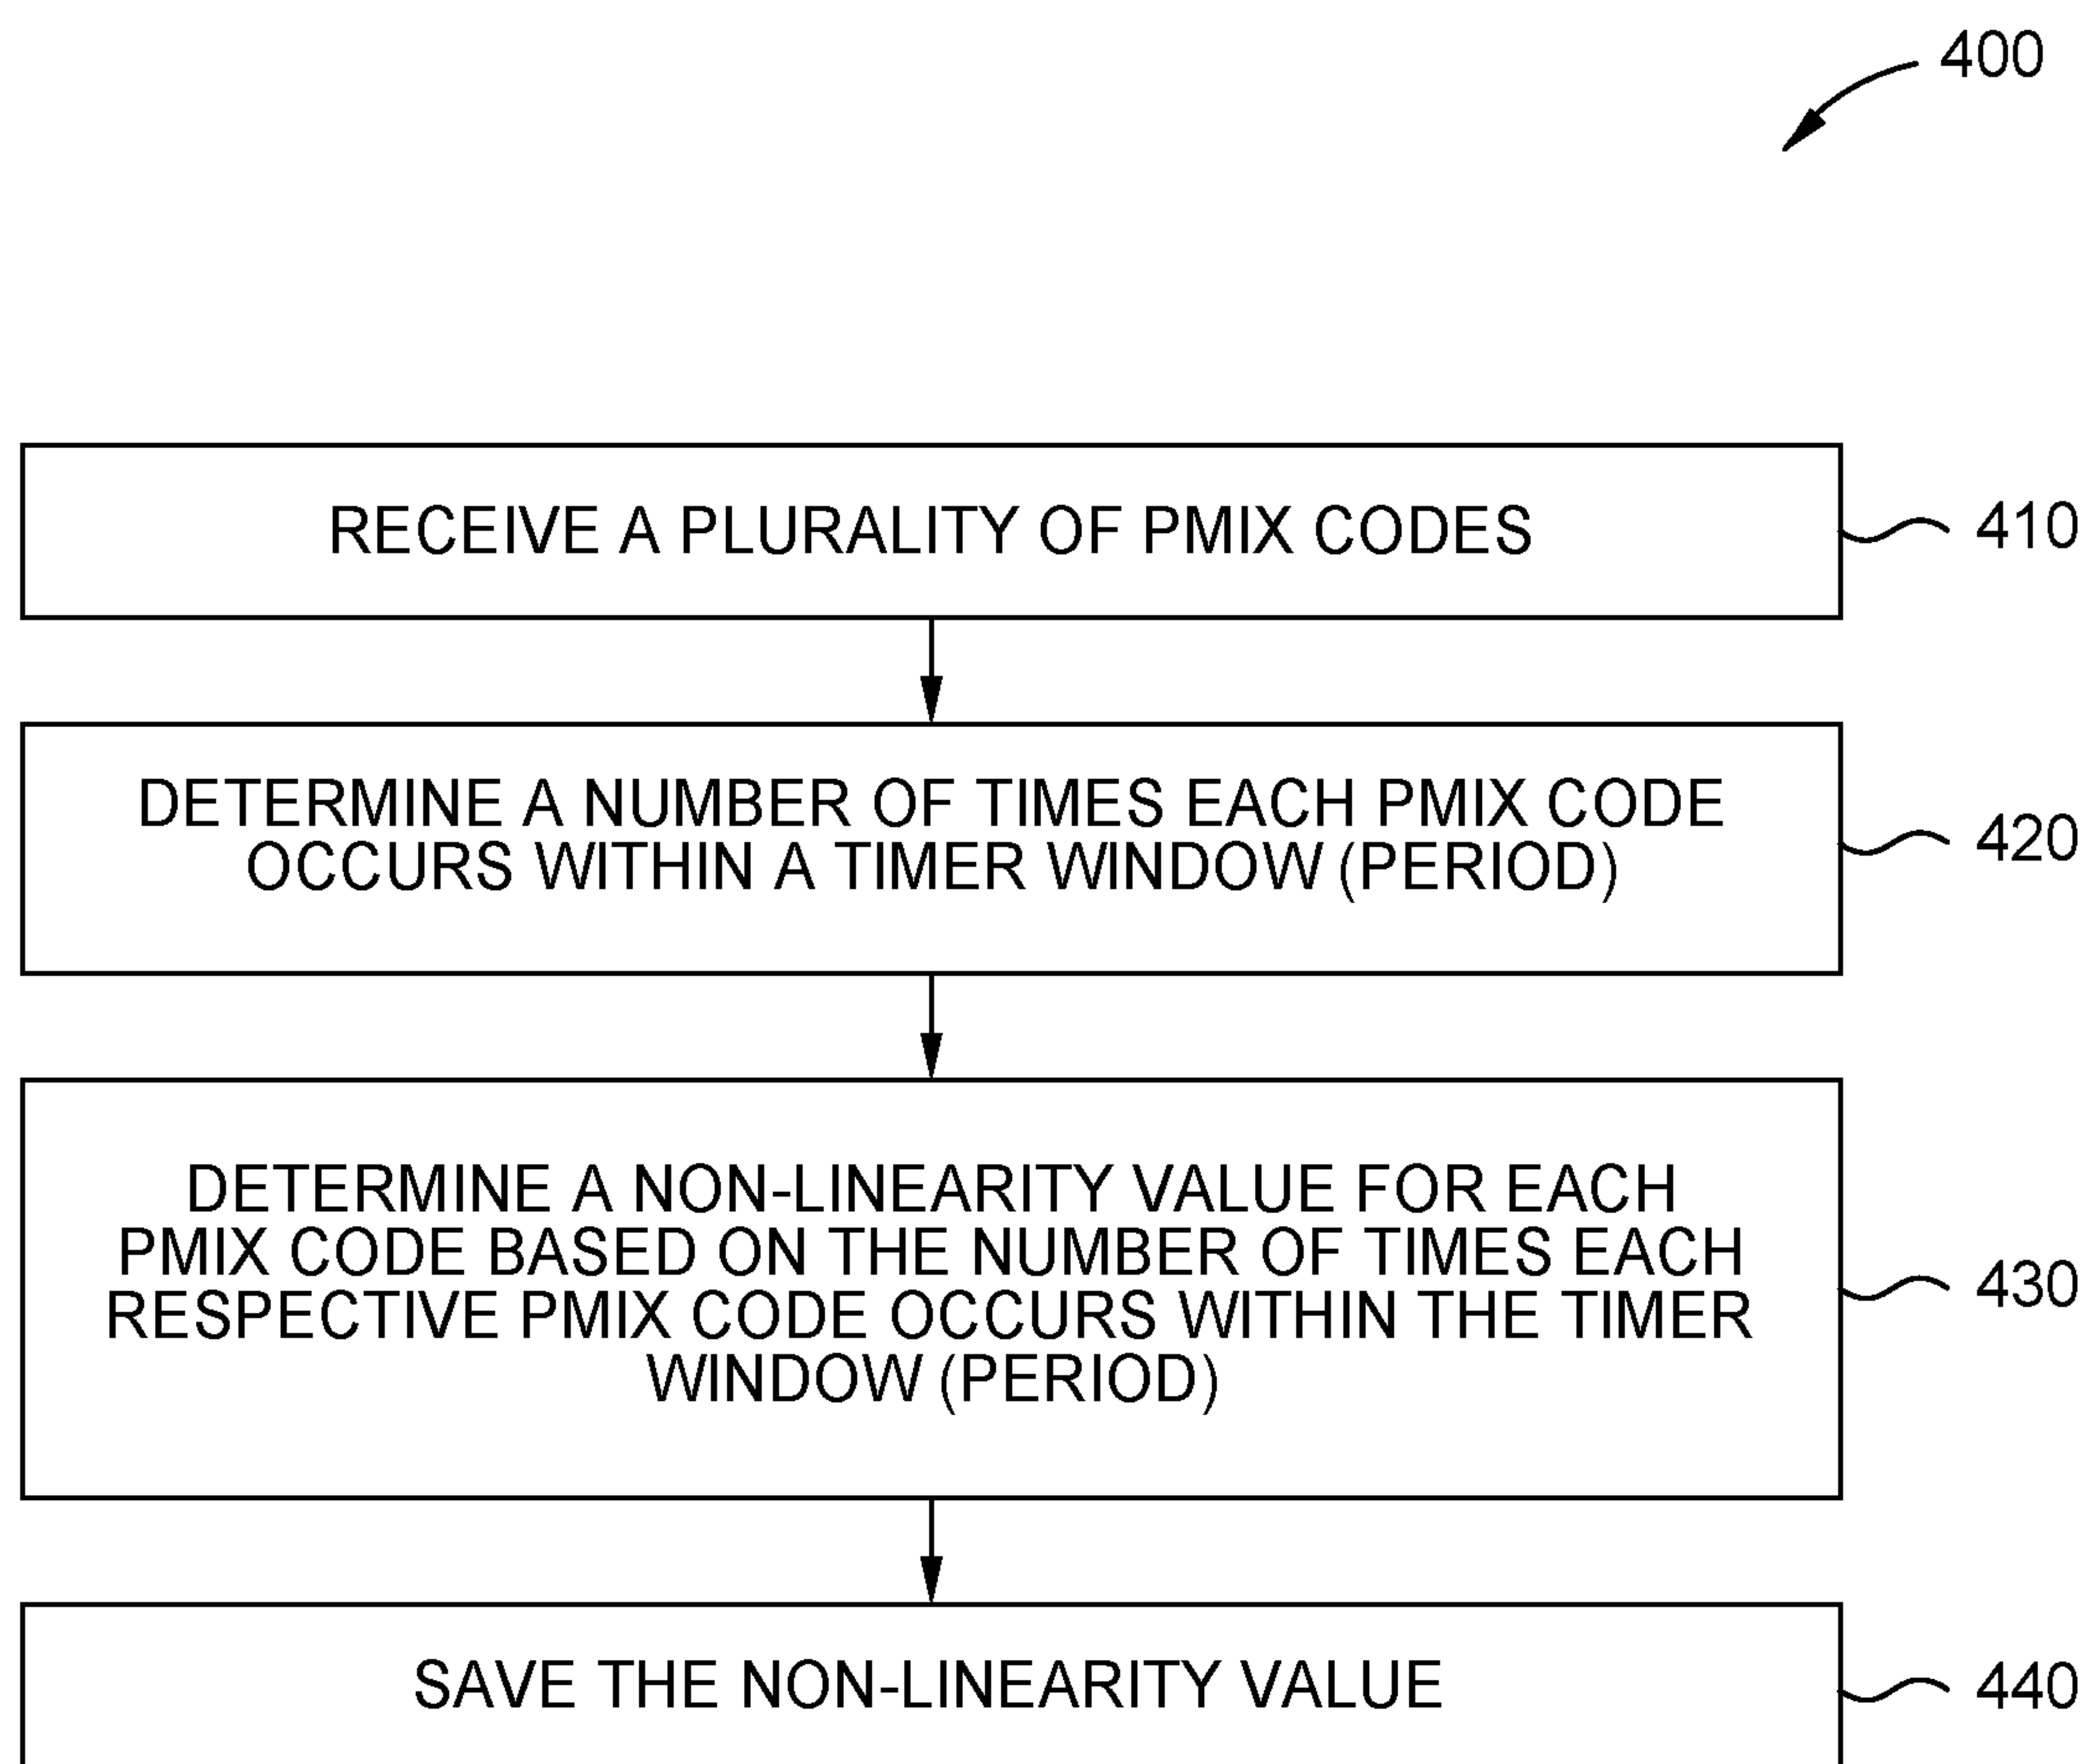 400
RECEIVE A PLURALITY OF PMIX CODES
410
DETERMINE A NUMBER OF TIMES EACH PMIX CODE
OCCURS WITHIN A TIMER WINDOW (PERIOD)
420
DETERMINE A NON-LINEARITY VALUE FOR EACH
PMIX CODE BASED ON THE NUMBER OF TIMES EACH
RESPECTIVE PMIX CODE OCCURS WITHIN THE TIMER
WINDOW (PERIOD)
430
SAVE THE NON-LINEARITY VALUE
440